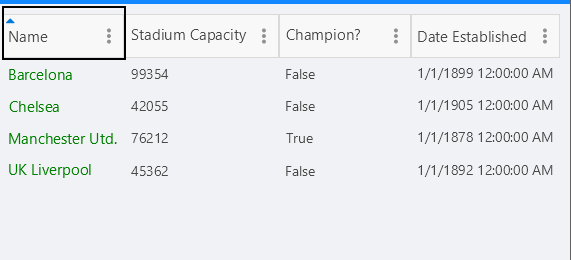 Name Stadium Capacity Champion? Date Established
Barcelona 99354 False 1/1/1899 12:00:00 AM
Chelsea 42055 False 1/1/1905 12:00:00 AM
Manchester Utd. 76212 True 1/1/1878 12:00:00 AM
UK Liverpool 45362 False 1/1/1892 12:00:00 AM